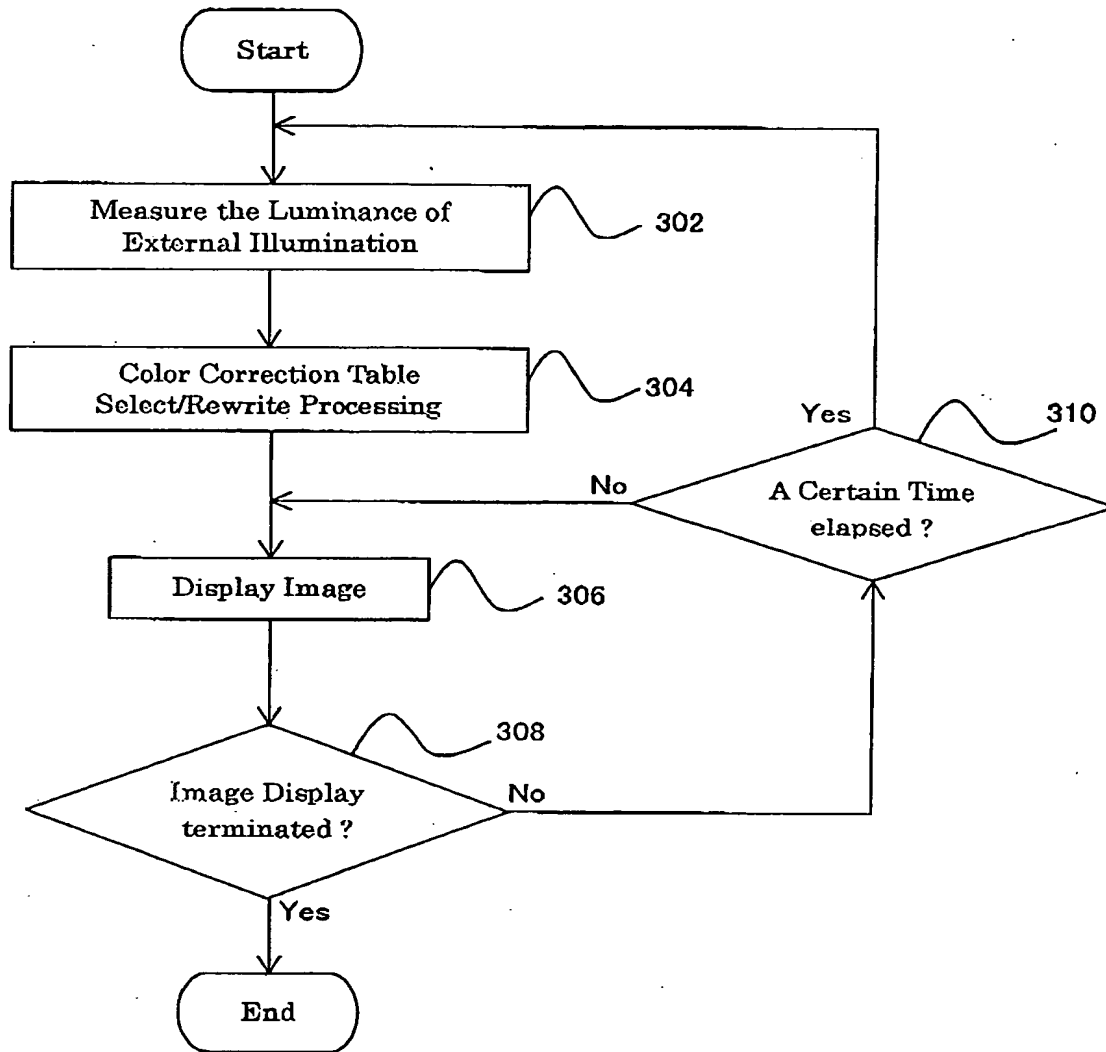 Start
Measure the Luminance of
External Illumination
302
Color Correction Table
Select/Rewrite Processing
304
Yes
310
No
A Certain Time
elapsed ?
Display Image
306
308
Image Display
terminated ?
No
Yes
End